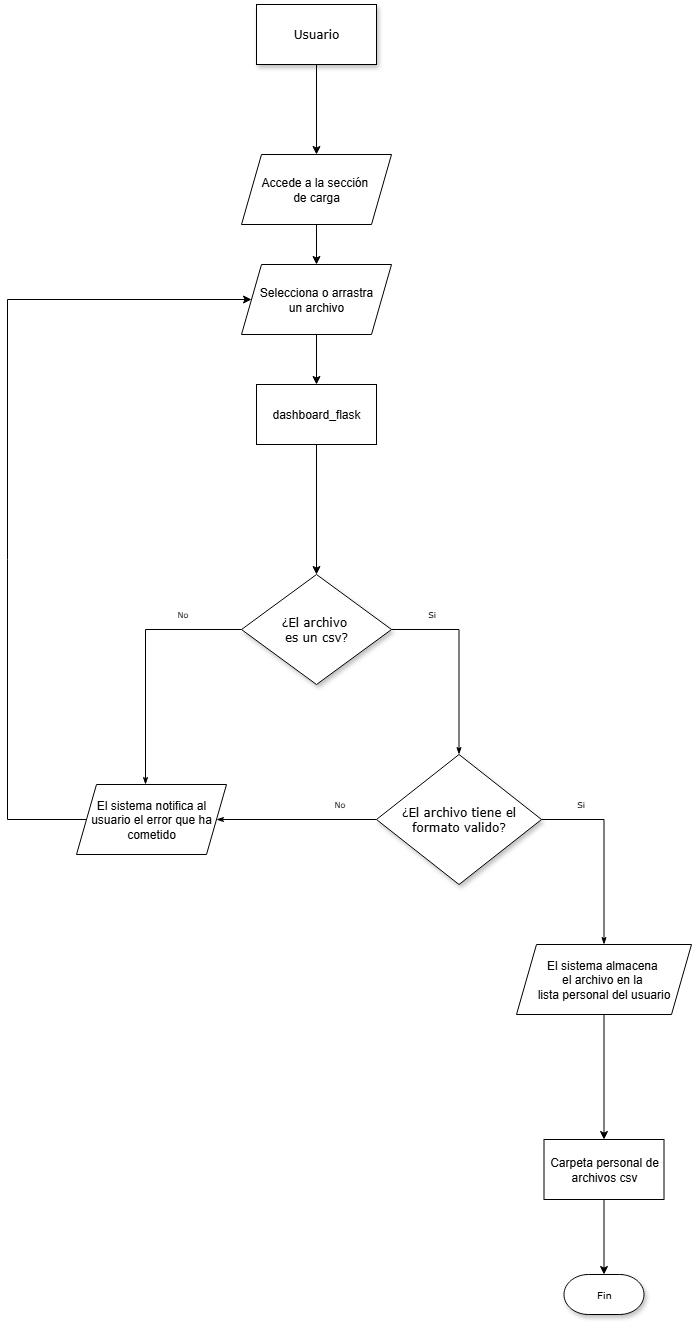 Usuario
Accede a la sección
de carga
Selecciona o arrastra
un archivo
dashboard_flask
¿El archivo
es un csv?
No
Si
El sistema notifica al
usuario el error que ha
cometido
No
¿El archivo tiene el
formato valido?
Si
El sistema almacena
el archivo en la
lista personal del usuario
Carpeta personal de
archivos csv
Fin